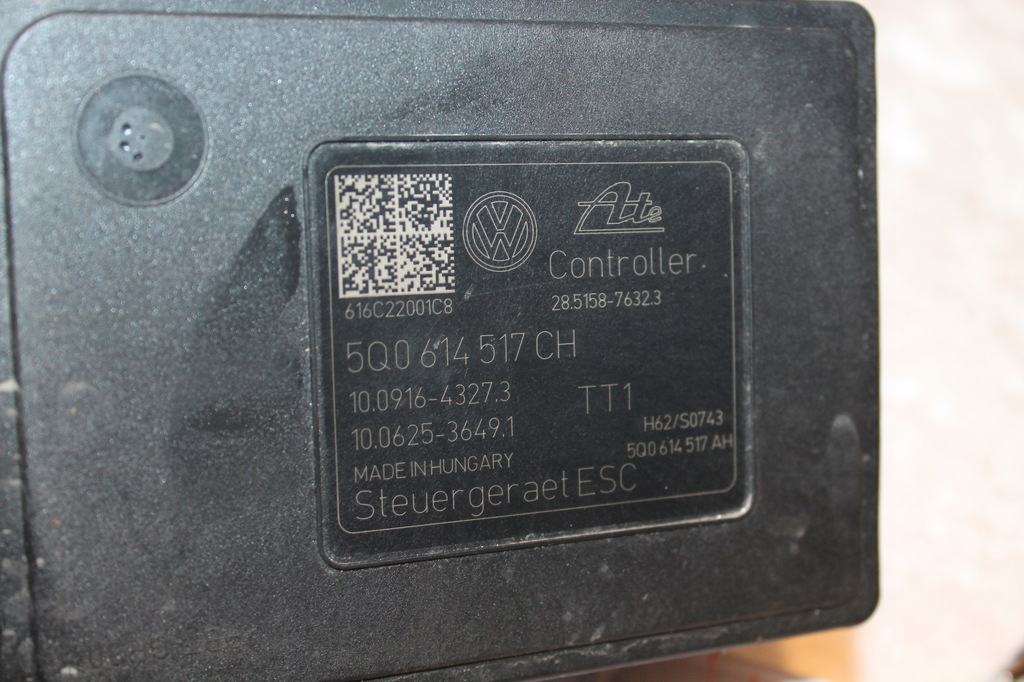 Ate
Controller
616C22001C8
28.5158-7632.3
5Q0 614 517 CH
10.0916-4327.3
TT1
10.0625-3649.1
H62/S0743
5Q0 614 517 AH
MADE IN HUNGARY
Steuergeraet ESC